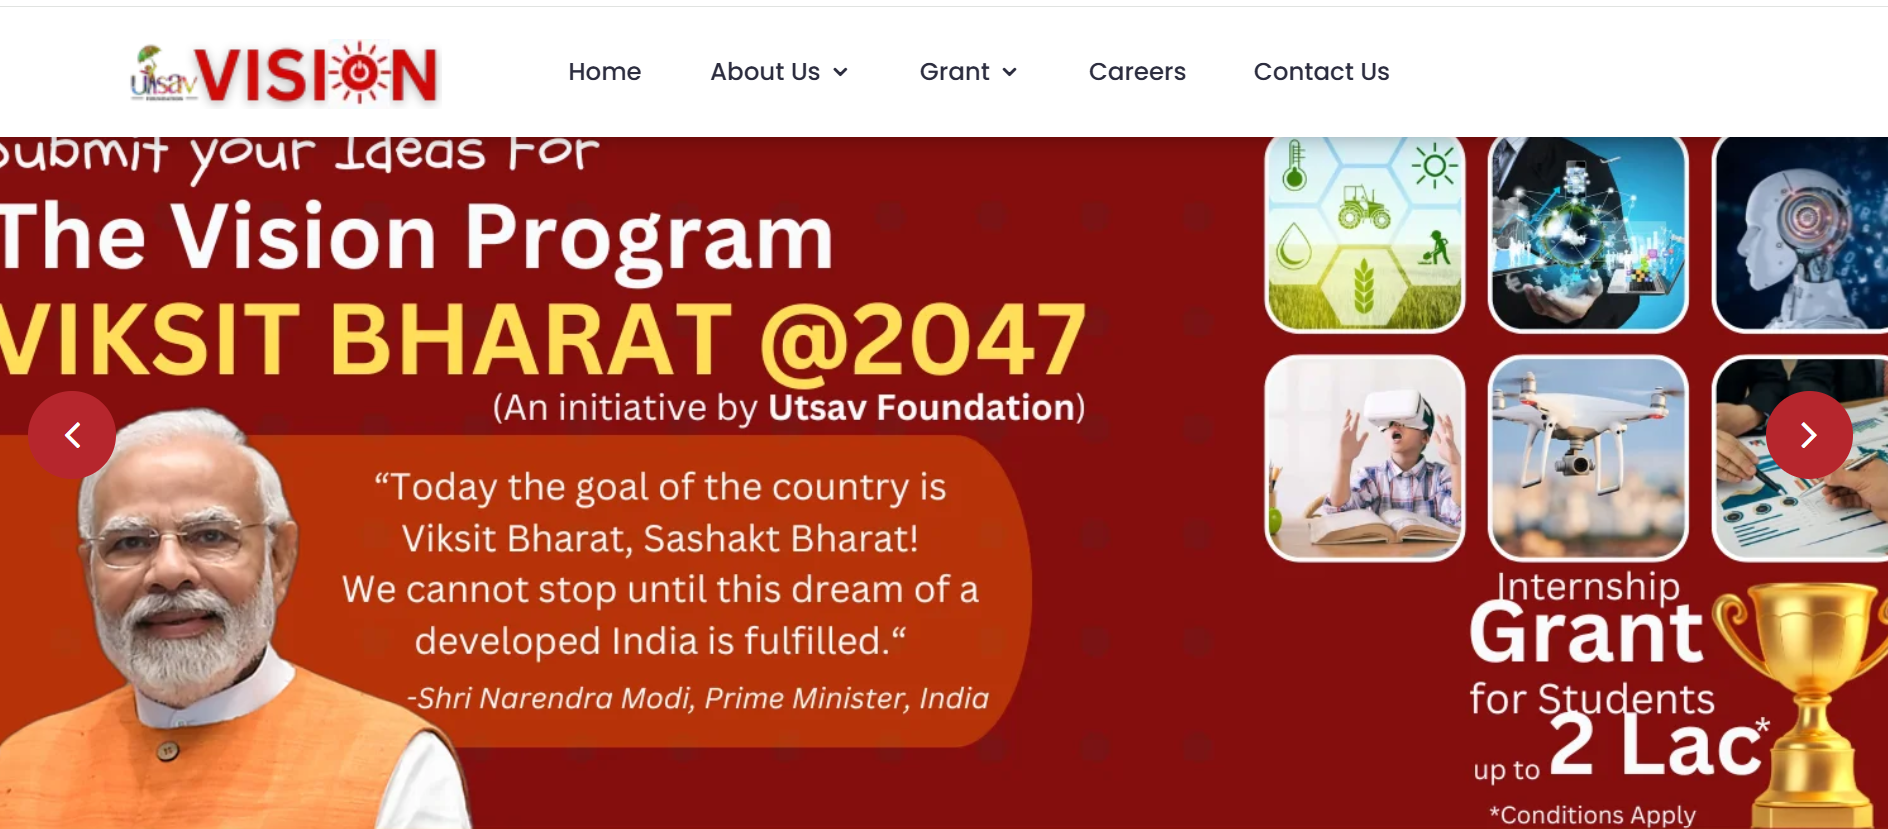 utsav VISION
Home About Us Grant Careers Contact Us
Submit your Ideas For
The Vision Program
VIKSIT BHARAT @2047
(An initiative by Utsav Foundation)
“Today the goal of the country is
Viksit Bharat, Sashakt Bharat!
We cannot stop until this dream of a
developed India is fulfilled.“
-Shri Narendra Modi, Prime Minister, India
Internship
Grant
for Students
up to 2 Lac*
*Conditions Apply